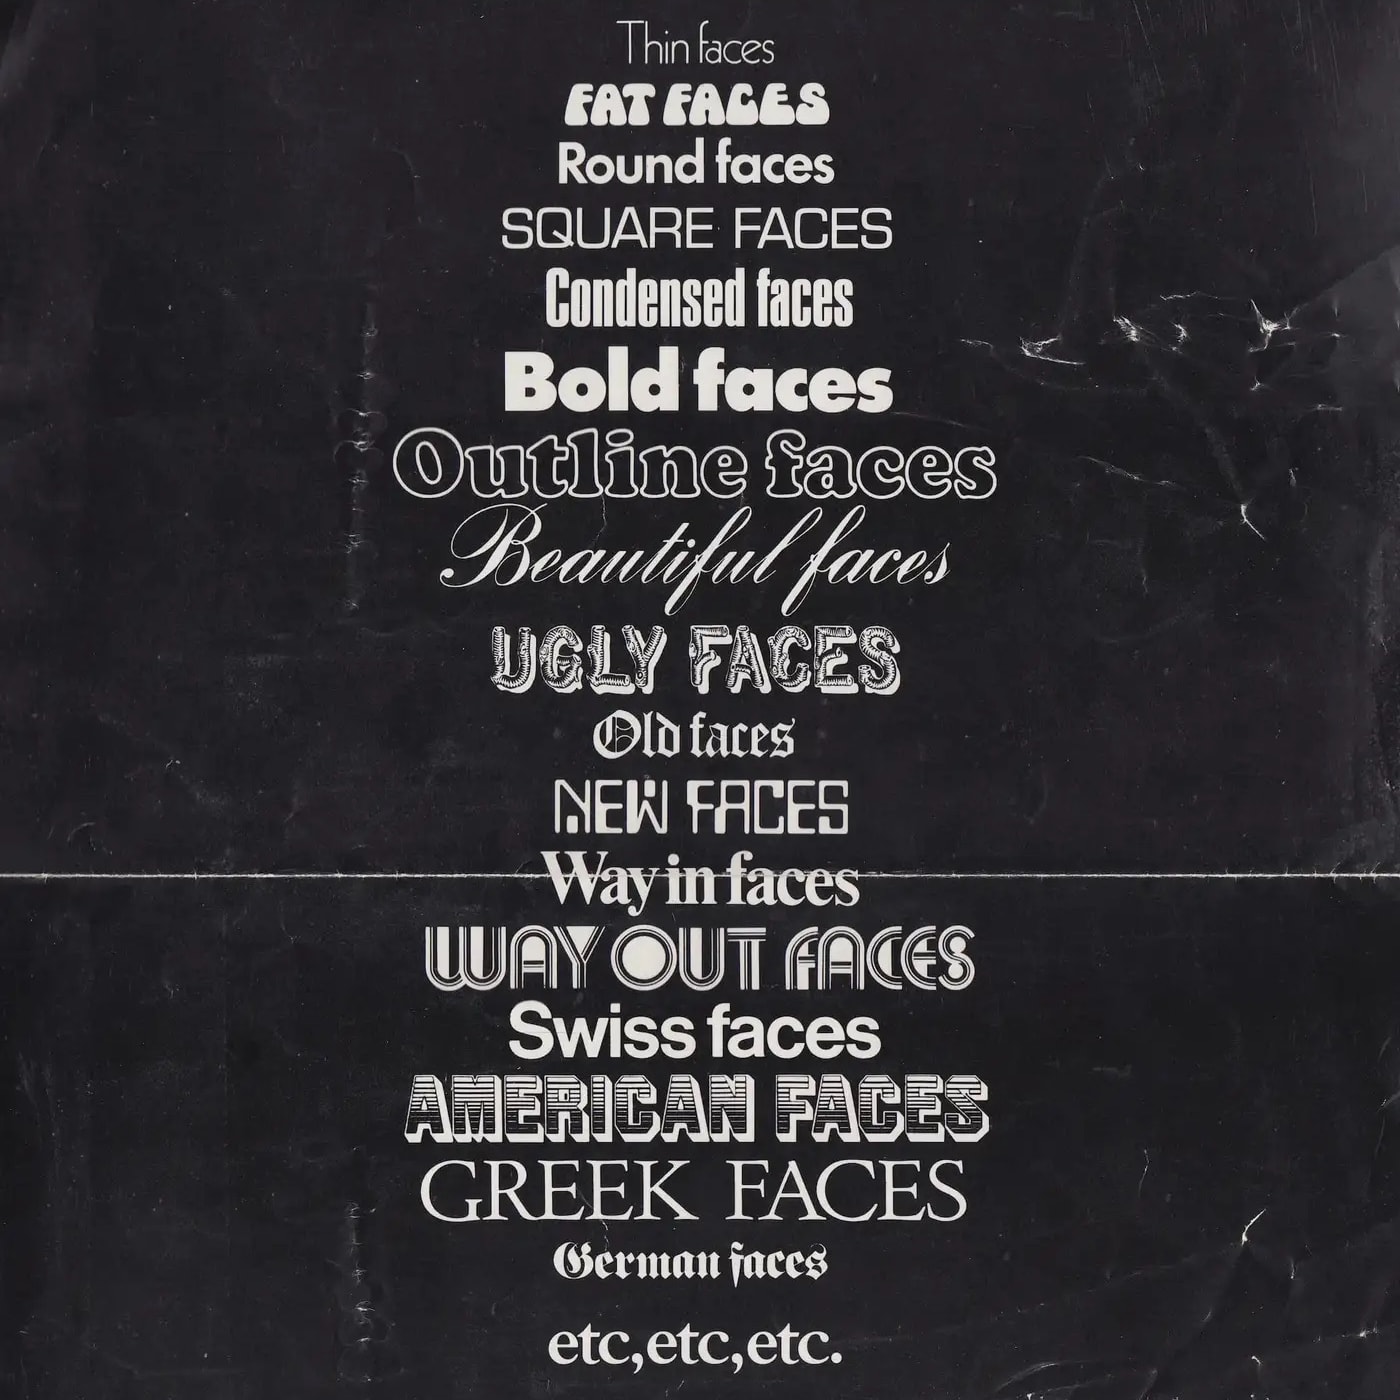 Thin faces
FAT FACES
Round faces
SQUARE FACES
Condensed faces
Bold faces
Outline faces
Beautiful faces
UGLY FACES
Old faces
NEW FACES
Way in faces
WAY OUT FACES
Swiss faces
AMERICAN FACES
GREEK FACES
German faces
etc,etc,etc.